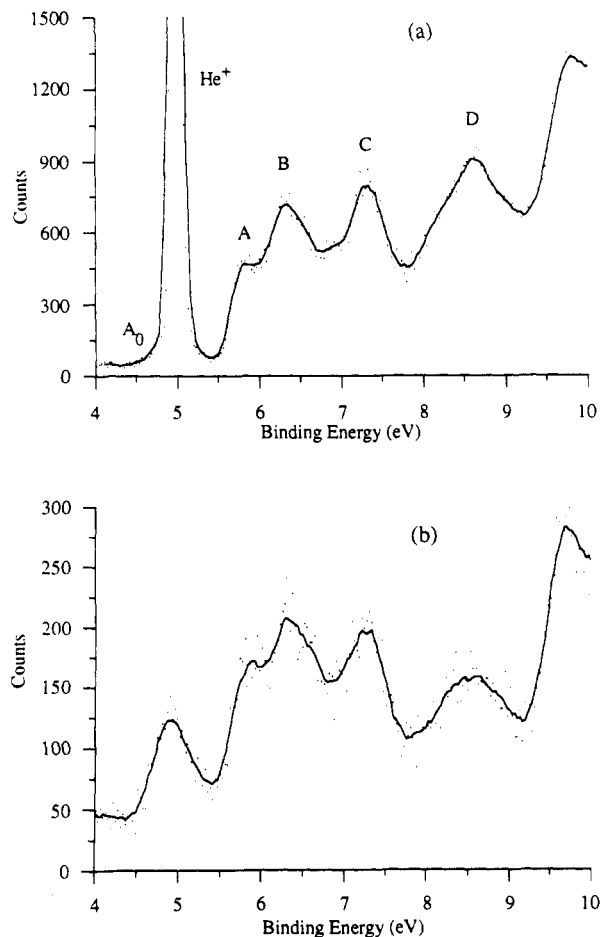 (a)
1500
1200
900
600
300
0
Counts
He+
A0
A
B
C
D
4 5 6 7 8 9 10
Binding Energy (eV)
(b)
300
250
200
150
100
50
0
Counts
4 5 6 7 8 9 10
Binding Energy (eV)